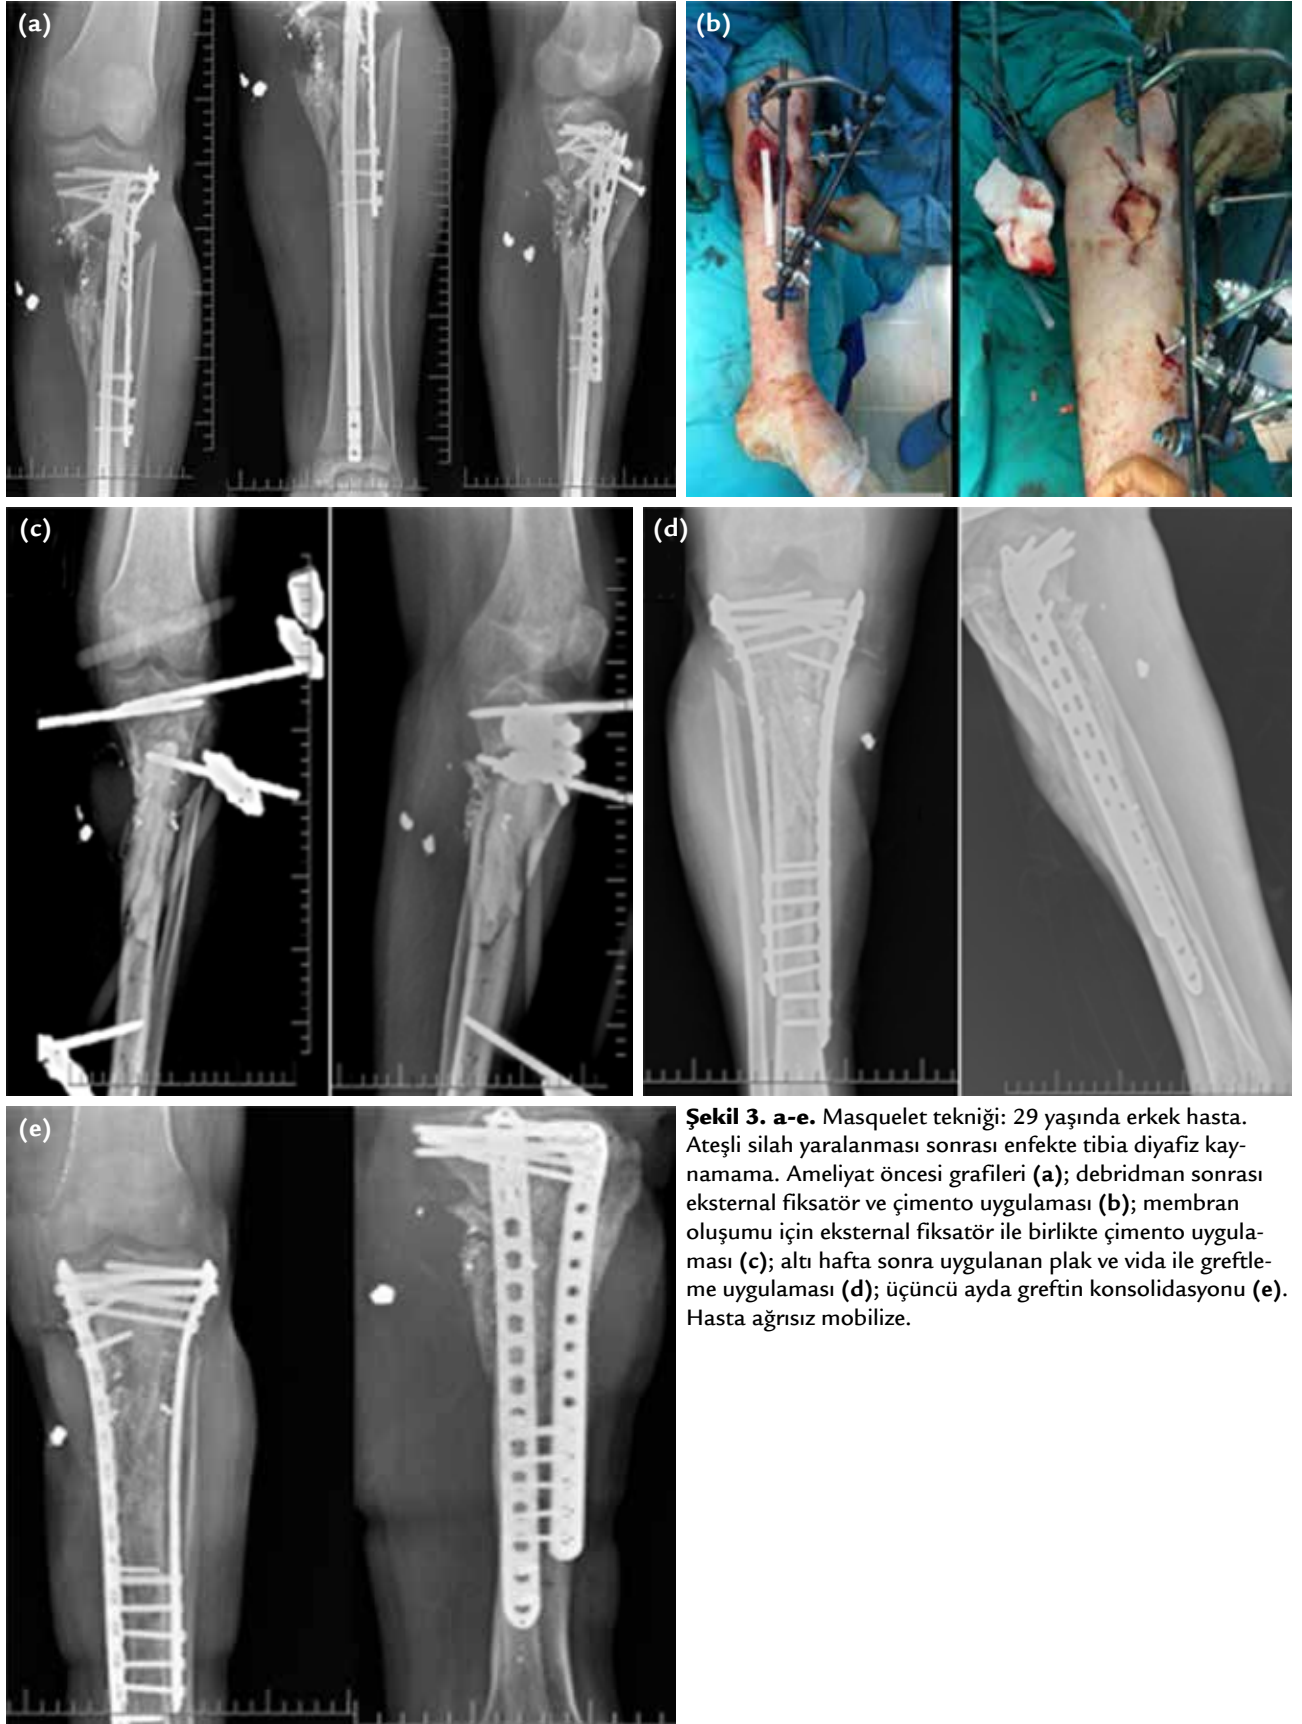 (a)
(b)
(c)
(d)
(e)
Şekil 3. a-e. Masquelet tekniği: 29 yaşında erkek hasta.
Ateşli silah yaralanması sonrası enfekte tibia diyafiz kay-
namama. Ameliyat öncesi grafileri (a); debridman sonrası
eksternal fiksatör ve çimento uygulaması (b); membran
oluşumu için eksternal fiksatör ile birlikte çimento uygula-
ması (c); altı hafta sonra uygulanan plak ve vida ile greftle-
me uygulaması (d); üçüncü ayda greftin konsolidasyonu (e).
Hasta ağrısız mobilize.